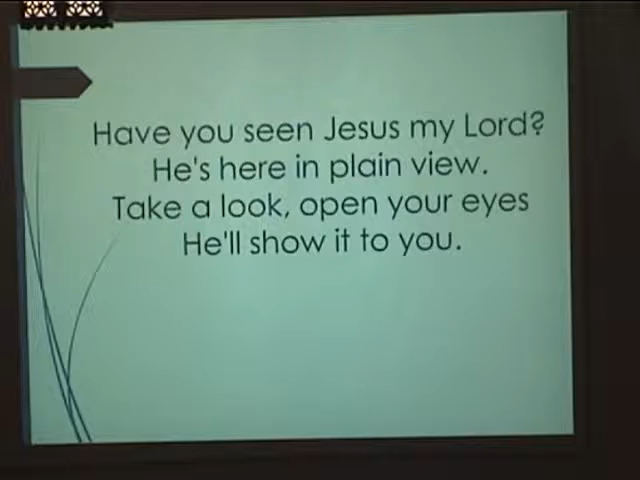 Have you seen Jesus my Lord?
He's here in plain view.
Take a look, open your eyes
He'll show it to you.